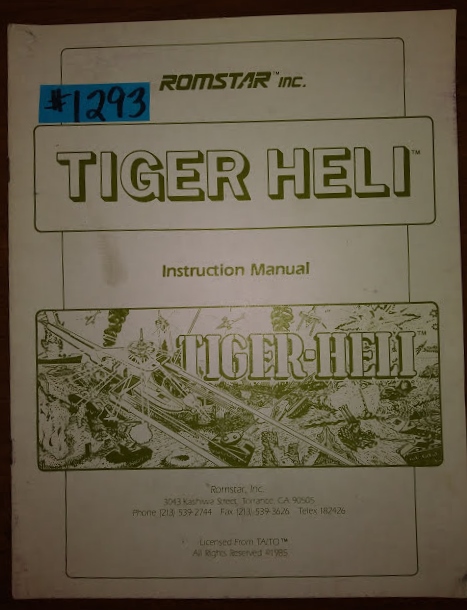 ROMSTAR™ INC.
#1293
TIGER HELI™
Instruction Manual
TIGER-HELI™
Romstar, Inc.
3043 Kashiwa Street, Torrance, CA 90505
Phone (213) 539-2744 Fax (213) 539-3626 Telex 182426
Licensed From TAITO™
All Rights Reserved ©1985